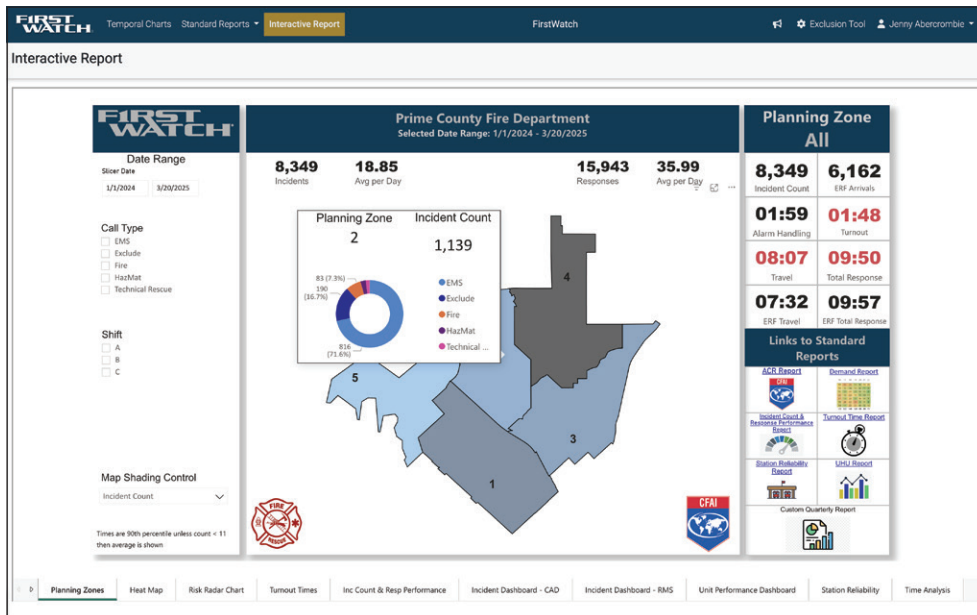 FIRST WATCH
Temporal Charts Standard Reports Interactive Report FirstWatch Exclusion Tool Jenny Abercrombie
Interactive Report
FIRST WATCH
Date Range
Slicer Date
1/1/2024 3/20/2025
Call Type
EMS
Exclude
Fire
HazMat
Technical Rescue
Shift
A
B
C
Map Shading Control
Incident Count
Times are 90th percentile unless count < 11
then average is shown
Prime County Fire Department
Selected Date Range: 1/1/2024 - 3/20/2025
8,349 18.85 15,943 35.99
Incidents Avg per Day Responses Avg per Day
Planning Zone Incident Count
2 1,139
83 (7.3%)
190
(16.7%)
816
(71.6%)
EMS
Exclude
Fire
HazMat
Technical ...
4
5
3
1
FIRE
RESCUE
CFAI
Planning Zone
All
8,349 6,162
Incident Count ERF Arrivals
01:59 01:48
Alarm Handling Turnout
08:07 09:50
Travel Total Response
07:32 09:57
ERF Travel ERF Total Response
Links to Standard
Reports
ACR Report Demand Report
CFAI
Incident Count &
Response Performance
Report
Turnout Time Report
Station Reliability
Report
UHU Report
Custom Quarterly Report
Planning Zones Heat Map Risk Radar Chart Turnout Times Inc Count & Resp Performance Incident Dashboard - CAD Incident Dashboard - RMS Unit Performance Dashboard Station Reliability Time Analysis